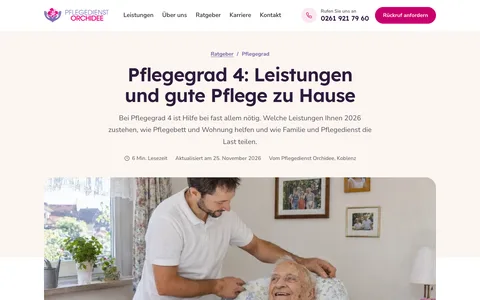 PFLEGEDIENST
ORCHIDEE
Leistungen Über uns Ratgeber Karriere Kontakt
Rufen Sie uns an
0261 921 79 60
Rückruf anfordern
Ratgeber / Pflegegrad
Pflegegrad 4: Leistungen
und gute Pflege zu Hause
Bei Pflegegrad 4 ist Hilfe bei fast allem nötig. Welche Leistungen Ihnen 2026
zustehen, wie Pflegebett und Wohnung helfen und wie Familie und Pflegedienst die
Last teilen.
6 Min. Lesezeit Aktualisiert am 25. November 2026 Vom Pflegedienst Orchidee, Koblenz